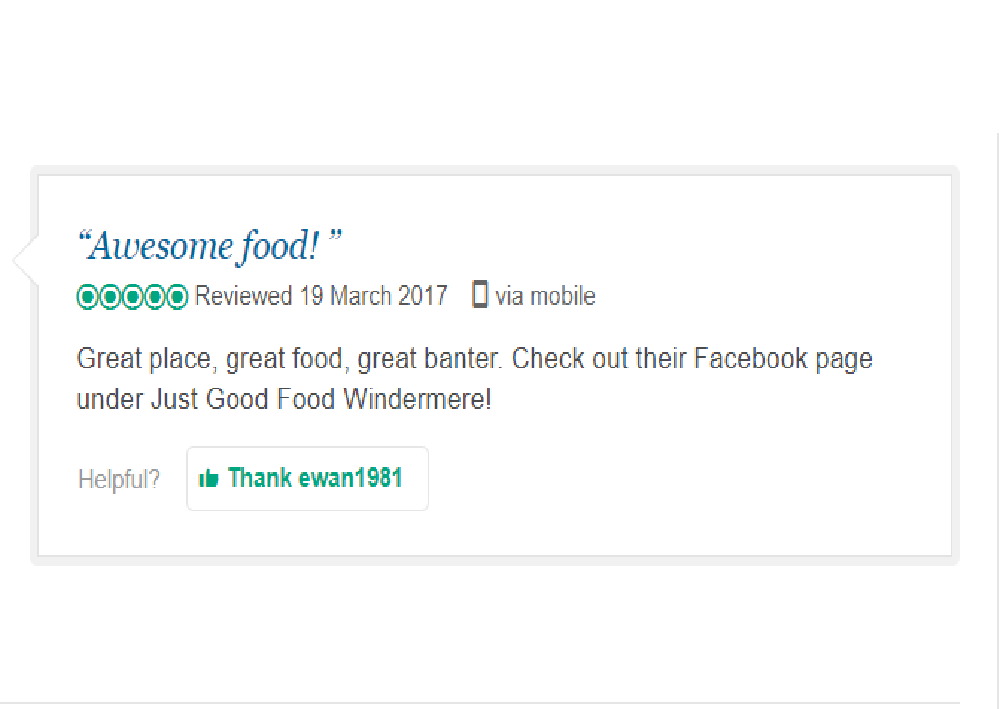 “Awesome food! ”
Reviewed 19 March 2017 via mobile
Great place, great food, great banter. Check out their Facebook page
under Just Good Food Windermere!
Helpful? Thank ewan1981